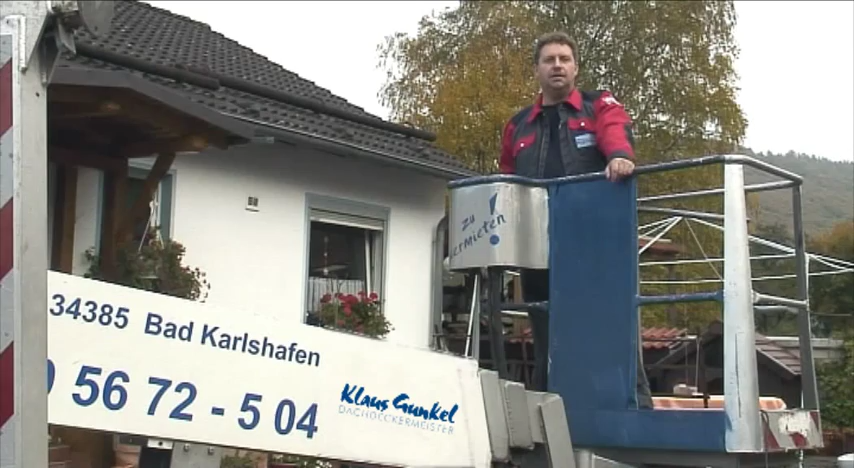 zu
vermieten!
34385 Bad Karlshafen
56 72 - 5 04
Klaus Gunkel
DACHDECKERMEISTER